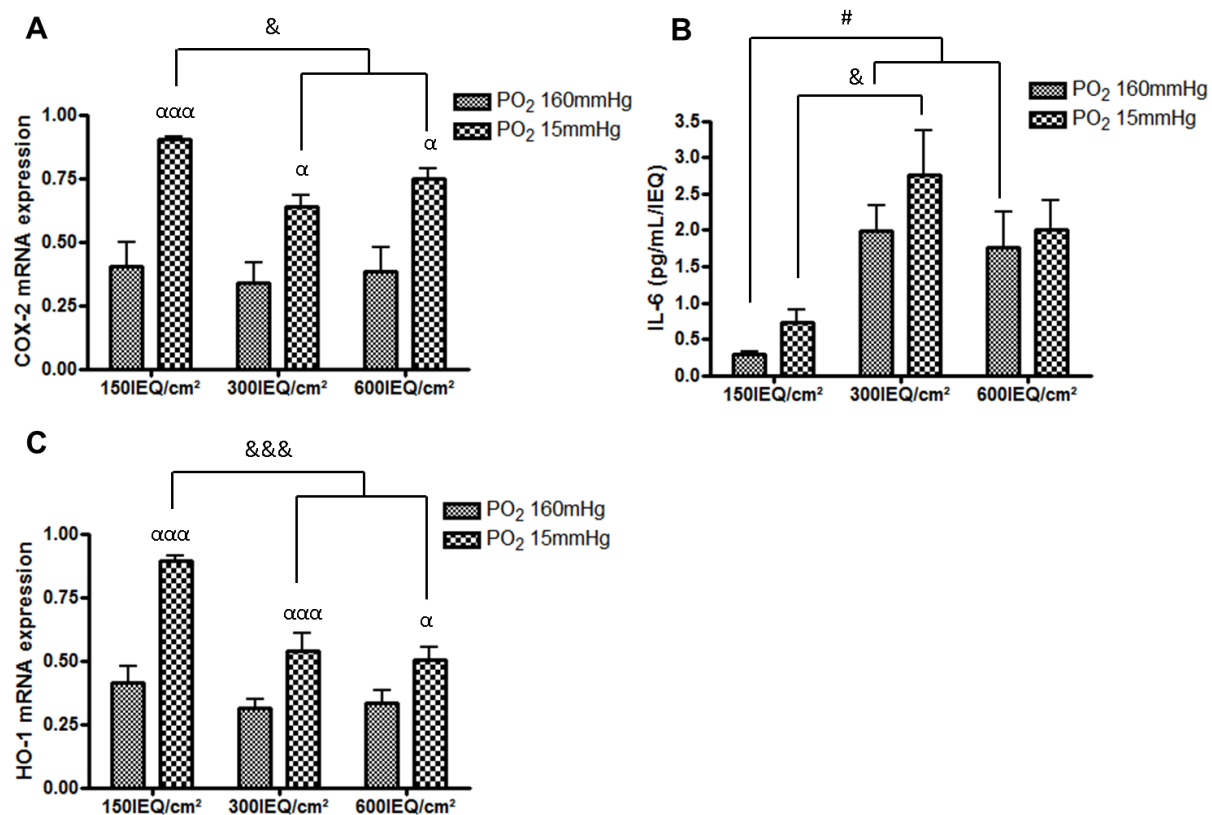 A
&
PO2 160mmHg
PO2 15mmHg
ααα
α
α
COX-2 mRNA expression
1.00
0.75
0.50
0.25
0.00
150IEQ/cm²
300IEQ/cm²
600IEQ/cm²
B
#
&
PO2 160mmHg
PO2 15mmHg
IL-6 (pg/mL/IEQ)
3.5
3.0
2.5
2.0
1.5
1.0
0.5
0.0
150IEQ/cm²
300IEQ/cm²
600IEQ/cm²
C
&&&
PO2 160mHg
PO2 15mmHg
ααα
ααα
α
HO-1 mRNA expression
1.00
0.75
0.50
0.25
0.00
150IEQ/cm²
300IEQ/cm²
600IEQ/cm²